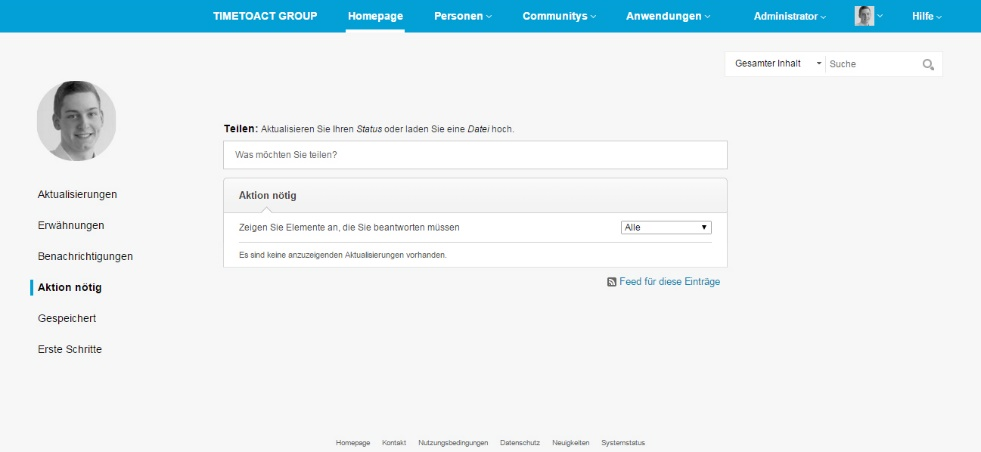 TIMETOACT GROUP Homepage Personen Communitys Anwendungen Administrator Hilfe
Gesamter Inhalt Suche
Teilen: Aktualisieren Sie Ihren Status oder laden Sie eine Datei hoch.
Was möchten Sie teilen?
Aktualisierungen
Erwähnungen
Benachrichtigungen
Aktion nötig
Gespeichert
Erste Schritte
Aktion nötig
Zeigen Sie Elemente an, die Sie beantworten müssen Alle
Es sind keine anzuzeigenden Aktualisierungen vorhanden.
Feed für diese Einträge
Homepage Kontakt Nutzungsbedingungen Datenschutz Neuigkeiten Systemstatus